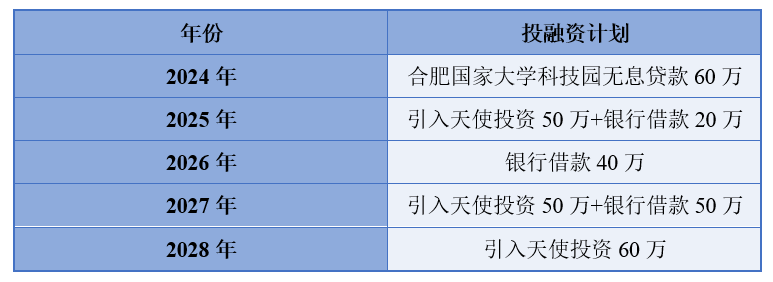 年份 投融资计划
2024 年 合肥国家大学科技园无息贷款 60 万
2025 年 引入天使投资 50 万+银行借款 20 万
2026 年 银行借款 40 万
2027 年 引入天使投资 50 万+银行借款 50 万
2028 年 引入天使投资 60 万